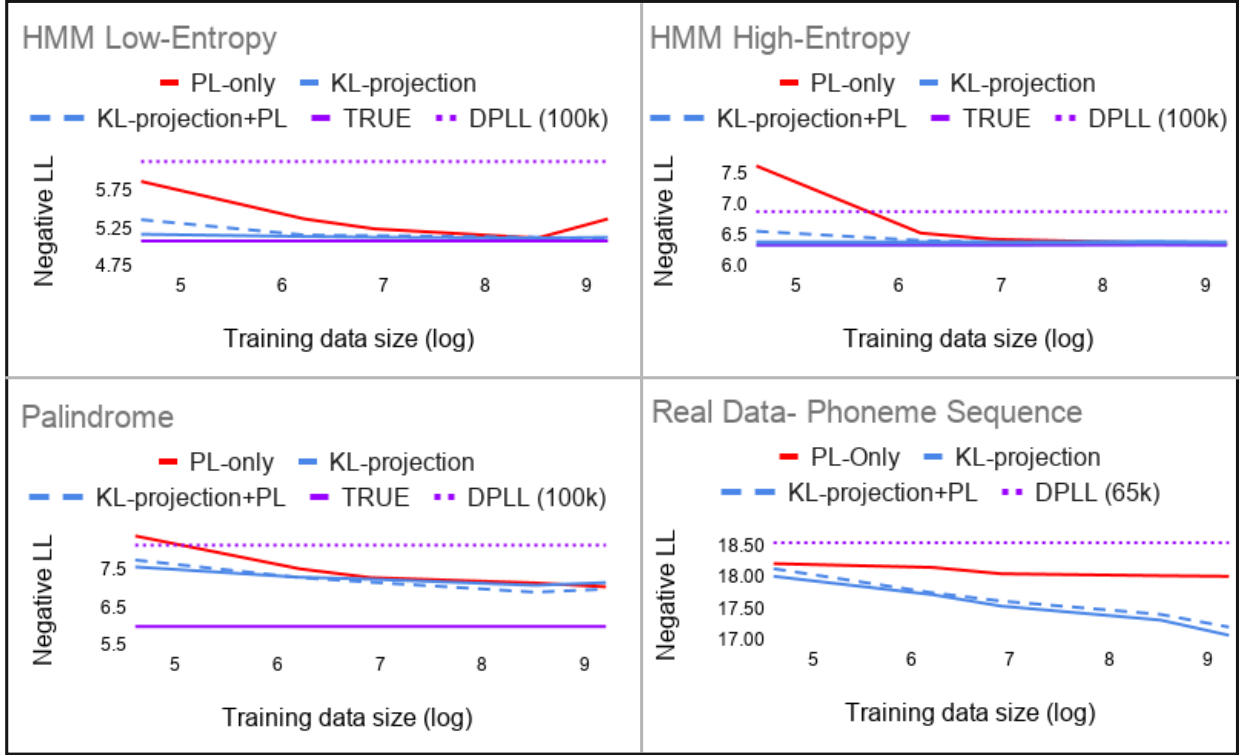 HMM Low-Entropy
PL-only KL-projection
KL-projection+PL TRUE DPLL (100k)
Negative LL
5.75
5.25
4.75
5 6 7 8 9
Training data size (log)
HMM High-Entropy
PL-only KL-projection
KL-projection+PL TRUE DPLL (100k)
Negative LL
7.5
7.0
6.5
6.0
5 6 7 8 9
Training data size (log)
Palindrome
PL-only KL-projection
KL-projection+PL TRUE DPLL (100k)
Negative LL
7.5
6.5
5.5
5 6 7 8 9
Training data size (log)
Real Data- Phoneme Sequence
PL-Only KL-projection
KL-projection+PL DPLL (65k)
Negative LL
18.50
18.00
17.50
17.00
5 6 7 8 9
Training data size (log)